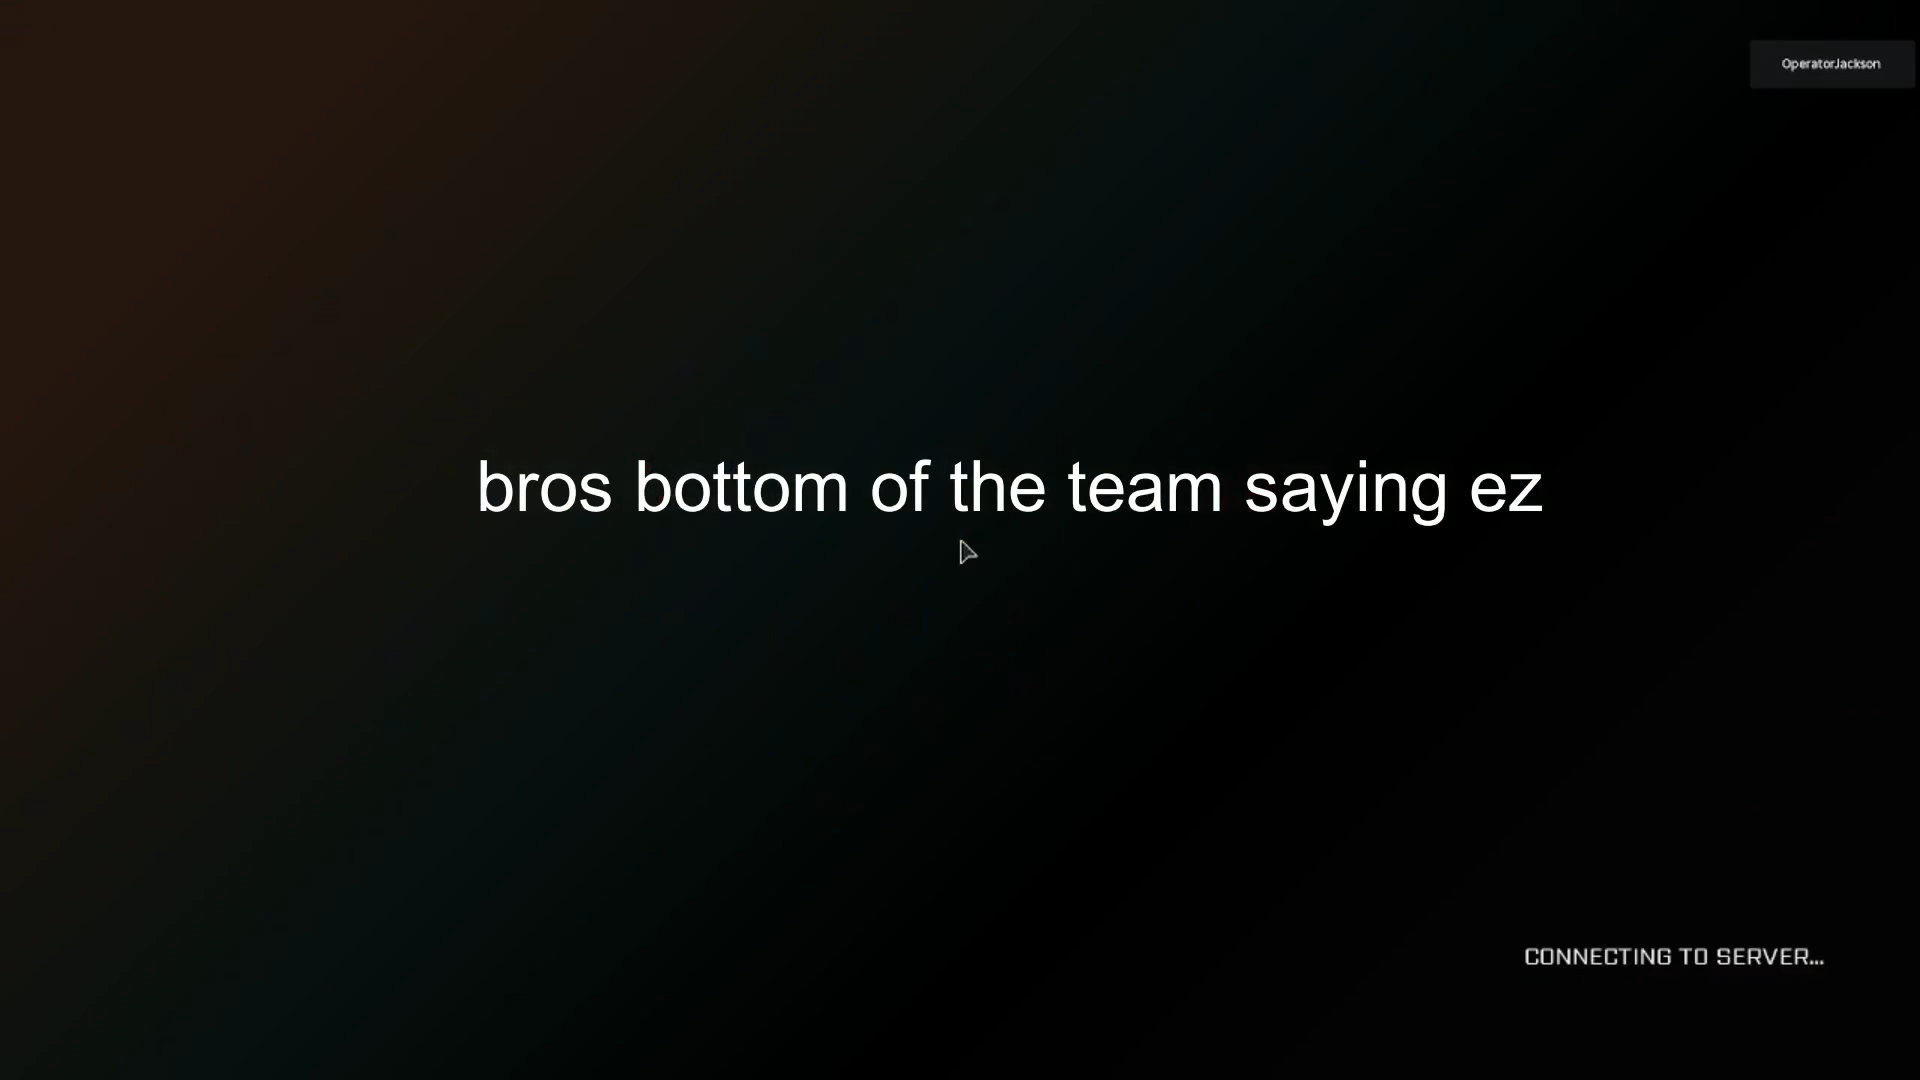 OperatorJackson
bros bottom of the team saying ez
CONNECTING TO SERVER...